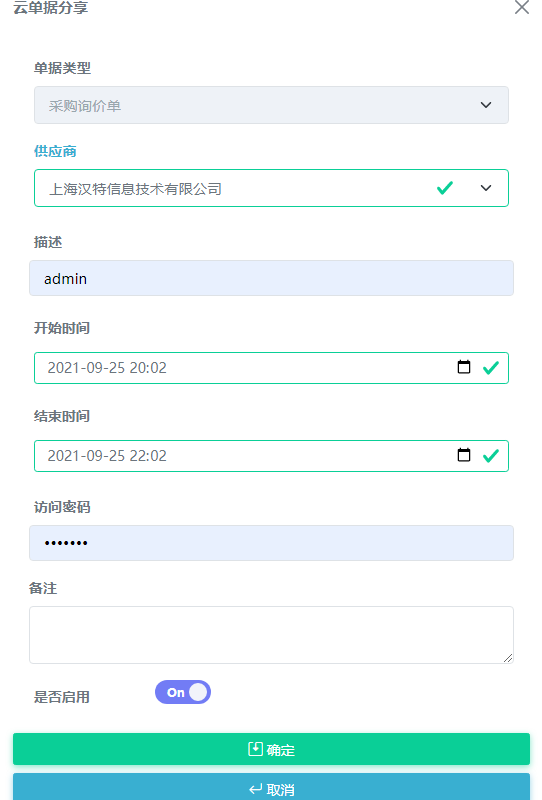 云单据分享
单据类型
采购询价单
供应商
上海汉特信息技术有限公司
描述
admin
开始时间
2021-09-25 20:02
结束时间
2021-09-25 22:02
访问密码
•••••••
备注
是否启用 On
确定
取消